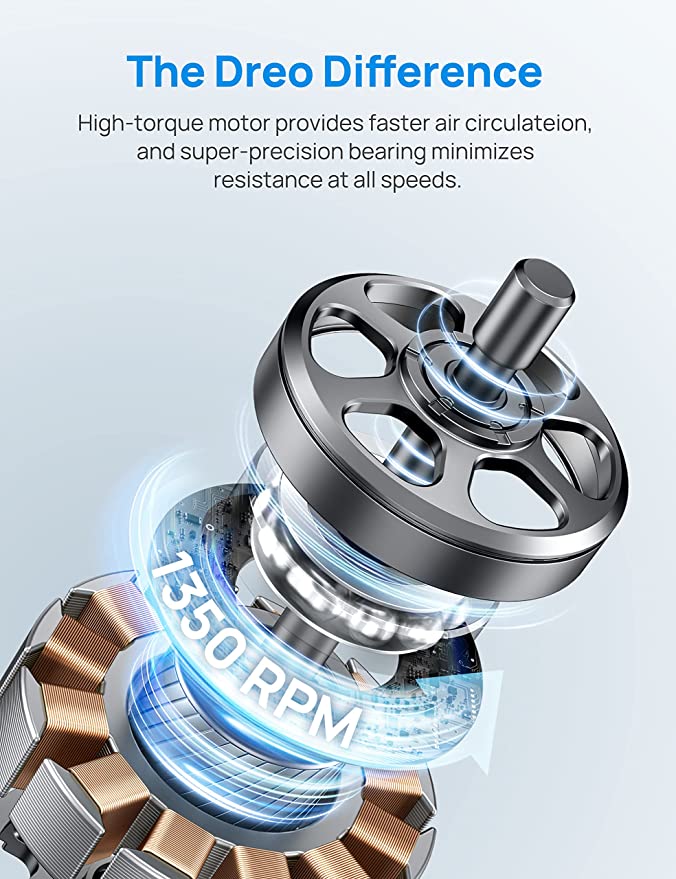 The Dreo Difference
High-torque motor provides faster air circulateion,
and super-precision bearing minimizes
resistance at all speeds.
1350 RPM